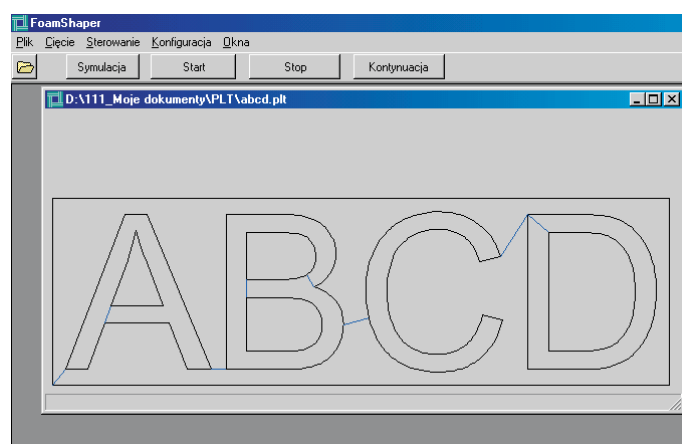 FoamShaper
Plik Cięcie Sterowanie Konfiguracja Okna
Symulacja Start Stop Kontynuacja
D:\111_Moje dokumenty\PLT\abcd.plt
ABCD